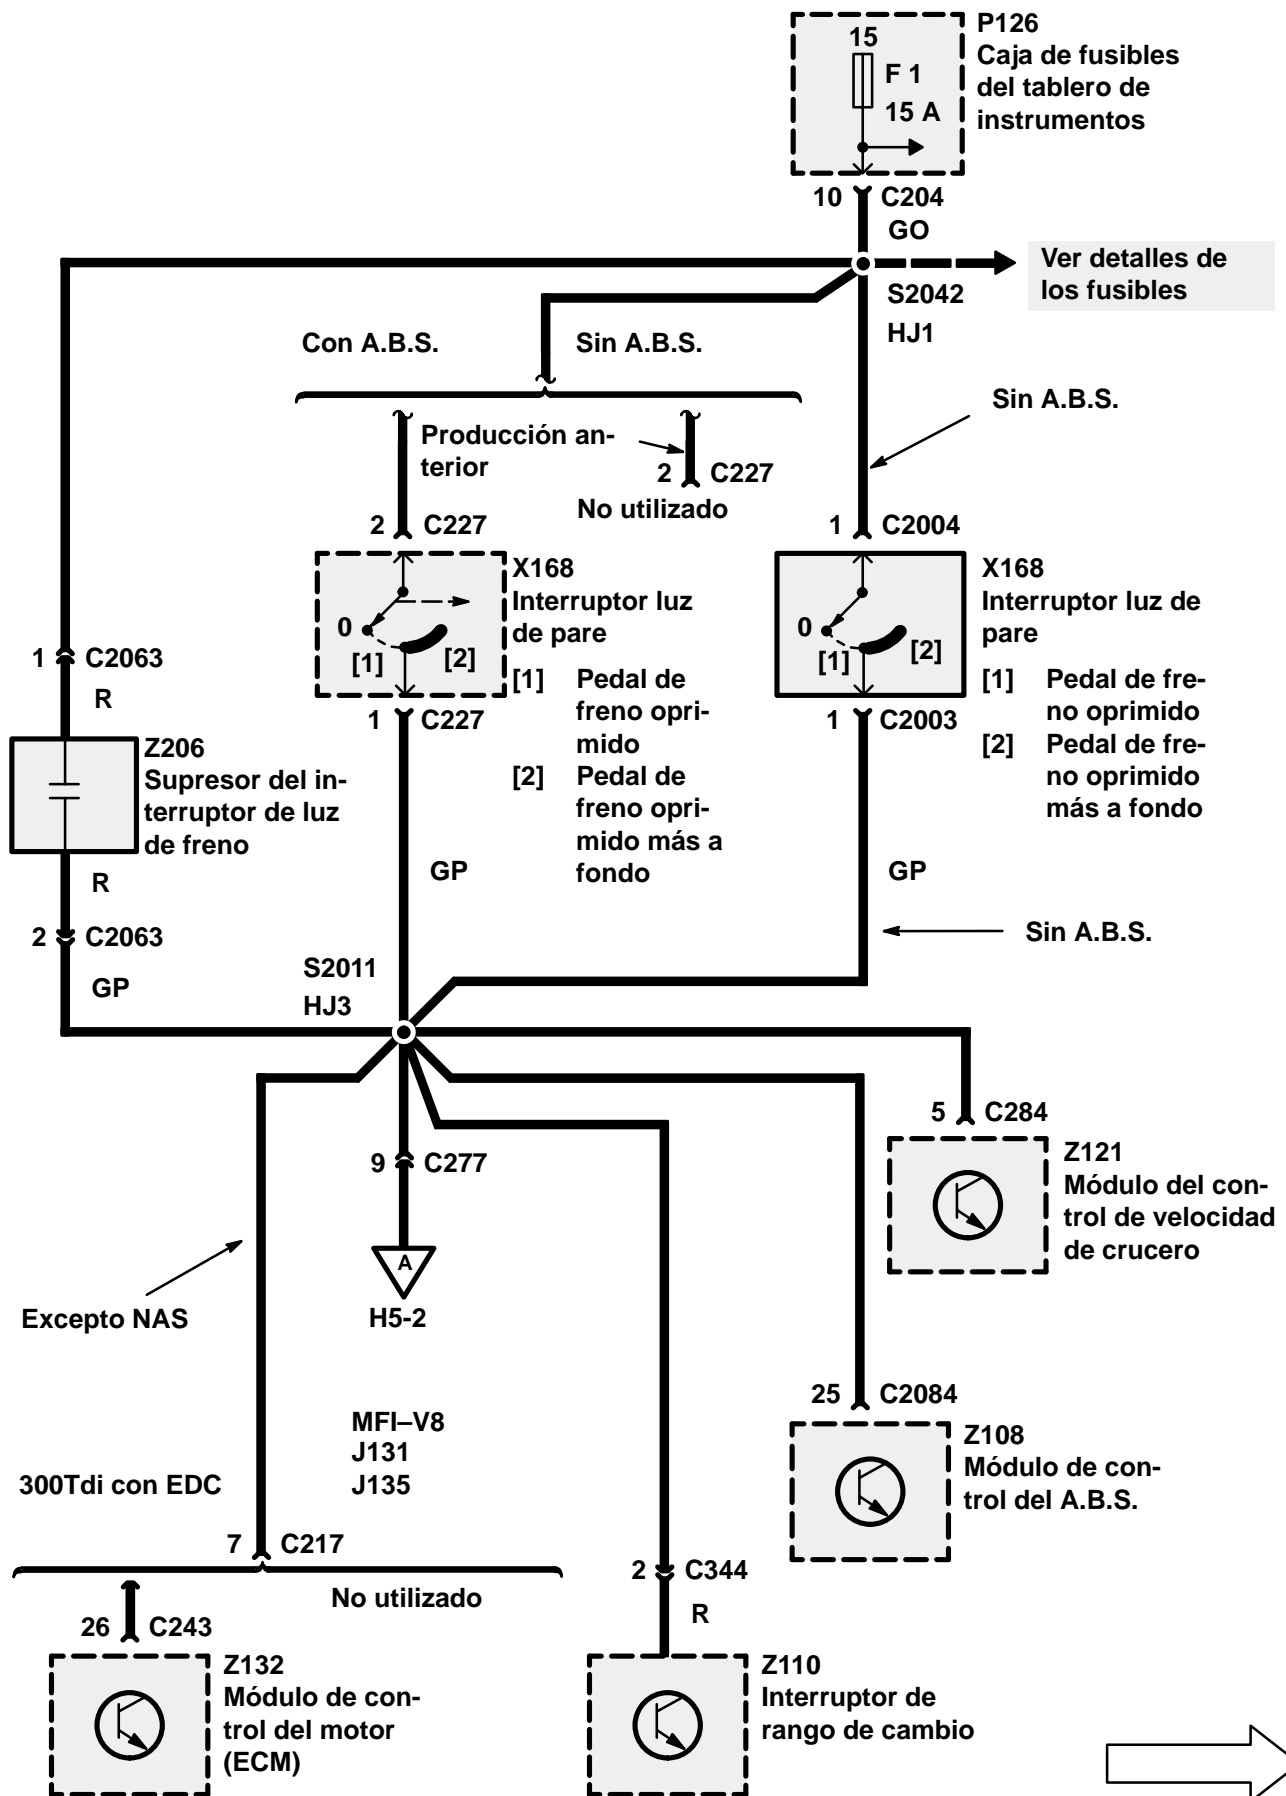 P126
Caja de fusibles
del tablero de
instrumentos
15
F 1
15 A
10 C204
GO
Ver detalles de
los fusibles
S2042
HJ1
Con A.B.S.
Sin A.B.S.
Sin A.B.S.
Producción an-
terior
2 C227
No utilizado
2 C227
1 C2004
X168
Interruptor luz
de pare
0
[1]
[2]
[1] Pedal de
freno opri-
mido
[2] Pedal de
freno opri-
mido más a
fondo
1 C227
GP
X168
Interruptor luz de
pare
0
[1]
[2]
[1] Pedal de fre-
no oprimido
[2] Pedal de fre-
no oprimido
más a fondo
1 C2003
GP
Sin A.B.S.
1 C2063
R
Z206
Supresor del in-
terruptor de luz
de freno
R
2 C2063
GP
S2011
HJ3
5 C284
Z121
Módulo del con-
trol de velocidad
de crucero
9 C277
A
H5-2
Excepto NAS
25 C2084
Z108
Módulo de con-
trol del A.B.S.
MFI–V8
J131
J135
300Tdi con EDC
7 C217
No utilizado
2 C344
R
26 C243
Z132
Módulo de con-
trol del motor
(ECM)
Z110
Interruptor de
rango de cambio